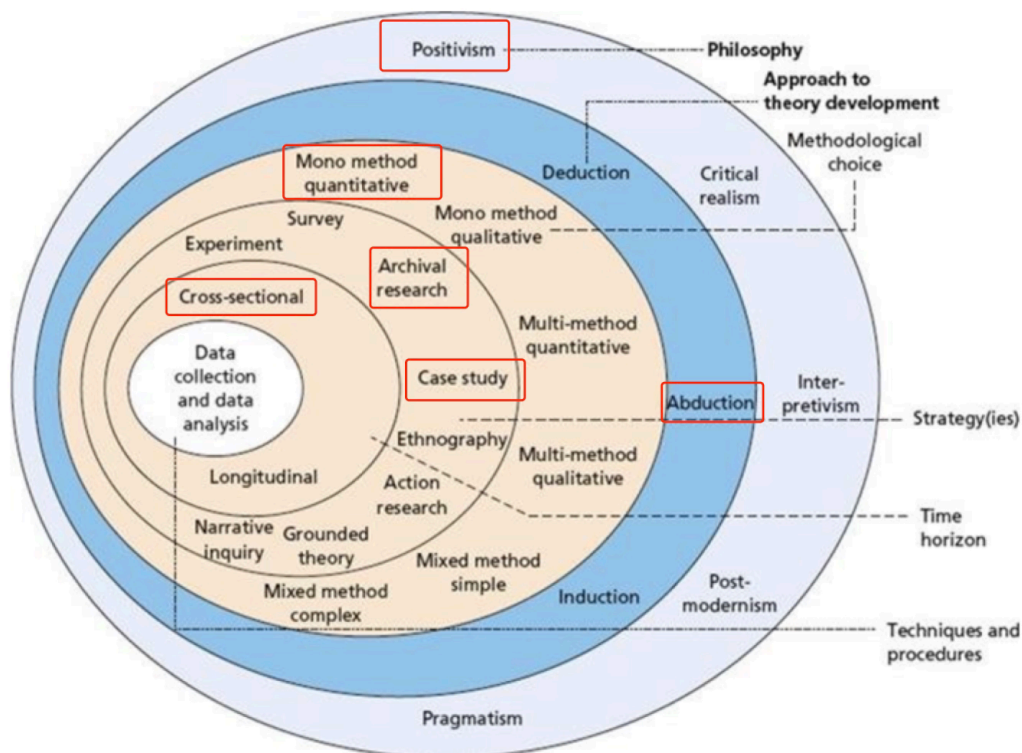 Positivism
Philosophy
Approach to
theory development
Methodological
choice
Mono method
quantitative
Deduction
Critical
realism
Survey
Mono method
qualitative
Experiment
Archival
research
Cross-sectional
Multi-method
quantitative
Data
collection
and data
analysis
Case study
Abduction
Inter-
pretivism
Strategy(ies)
Ethnography
Multi-method
qualitative
Longitudinal
Action
research
Narrative
inquiry
Grounded
theory
Time
horizon
Mixed method
simple
Mixed method
complex
Induction
Post-
modernism
Techniques and
procedures
Pragmatism